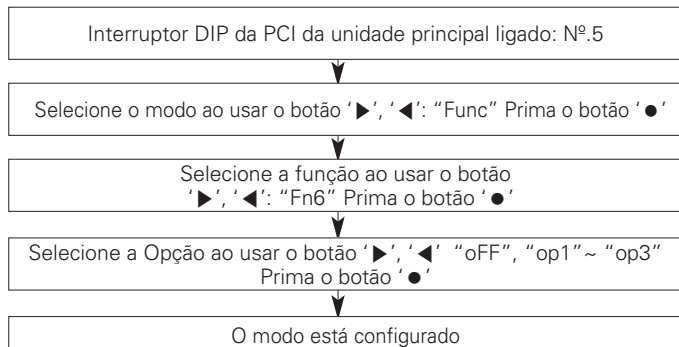 Interruptor DIP da PCI da unidade principal ligado: Nº.5
Selecione o modo ao usar o botão ‘▶’, ‘◀’: “Func” Prima o botão ‘●’
Selecione a função ao usar o botão
‘▶’, ‘◀’: “Fn6” Prima o botão ‘●’
Selecione a Opção ao usar o botão ‘▶’, ‘◀’ “oFF”, “op1”~ “op3”
Prima o botão ‘●’
O modo está configurado